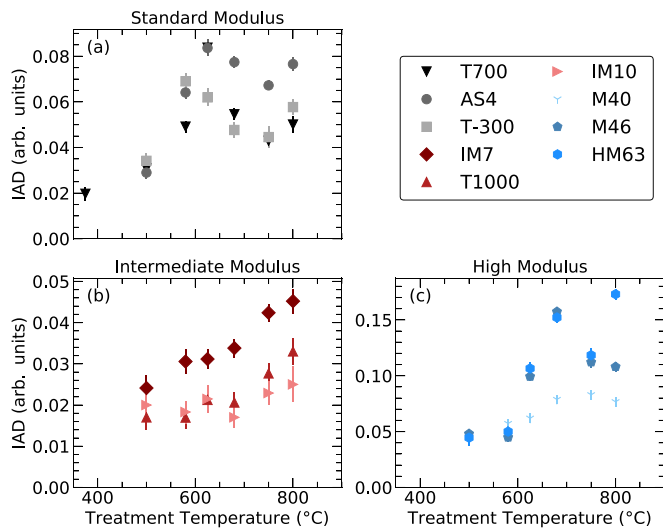 Standard Modulus
(a)
0.08
0.06
0.04
0.02
0.00
IAD (arb. units)
T700
AS4
T-300
IM7
T1000
IM10
M40
M46
HM63
Intermediate Modulus
(b)
0.05
0.04
0.03
0.02
0.01
0.00
IAD (arb. units)
400 600 800
Treatment Temperature (°C)
High Modulus
(c)
0.15
0.10
0.05
0.00
400 600 800
Treatment Temperature (°C)